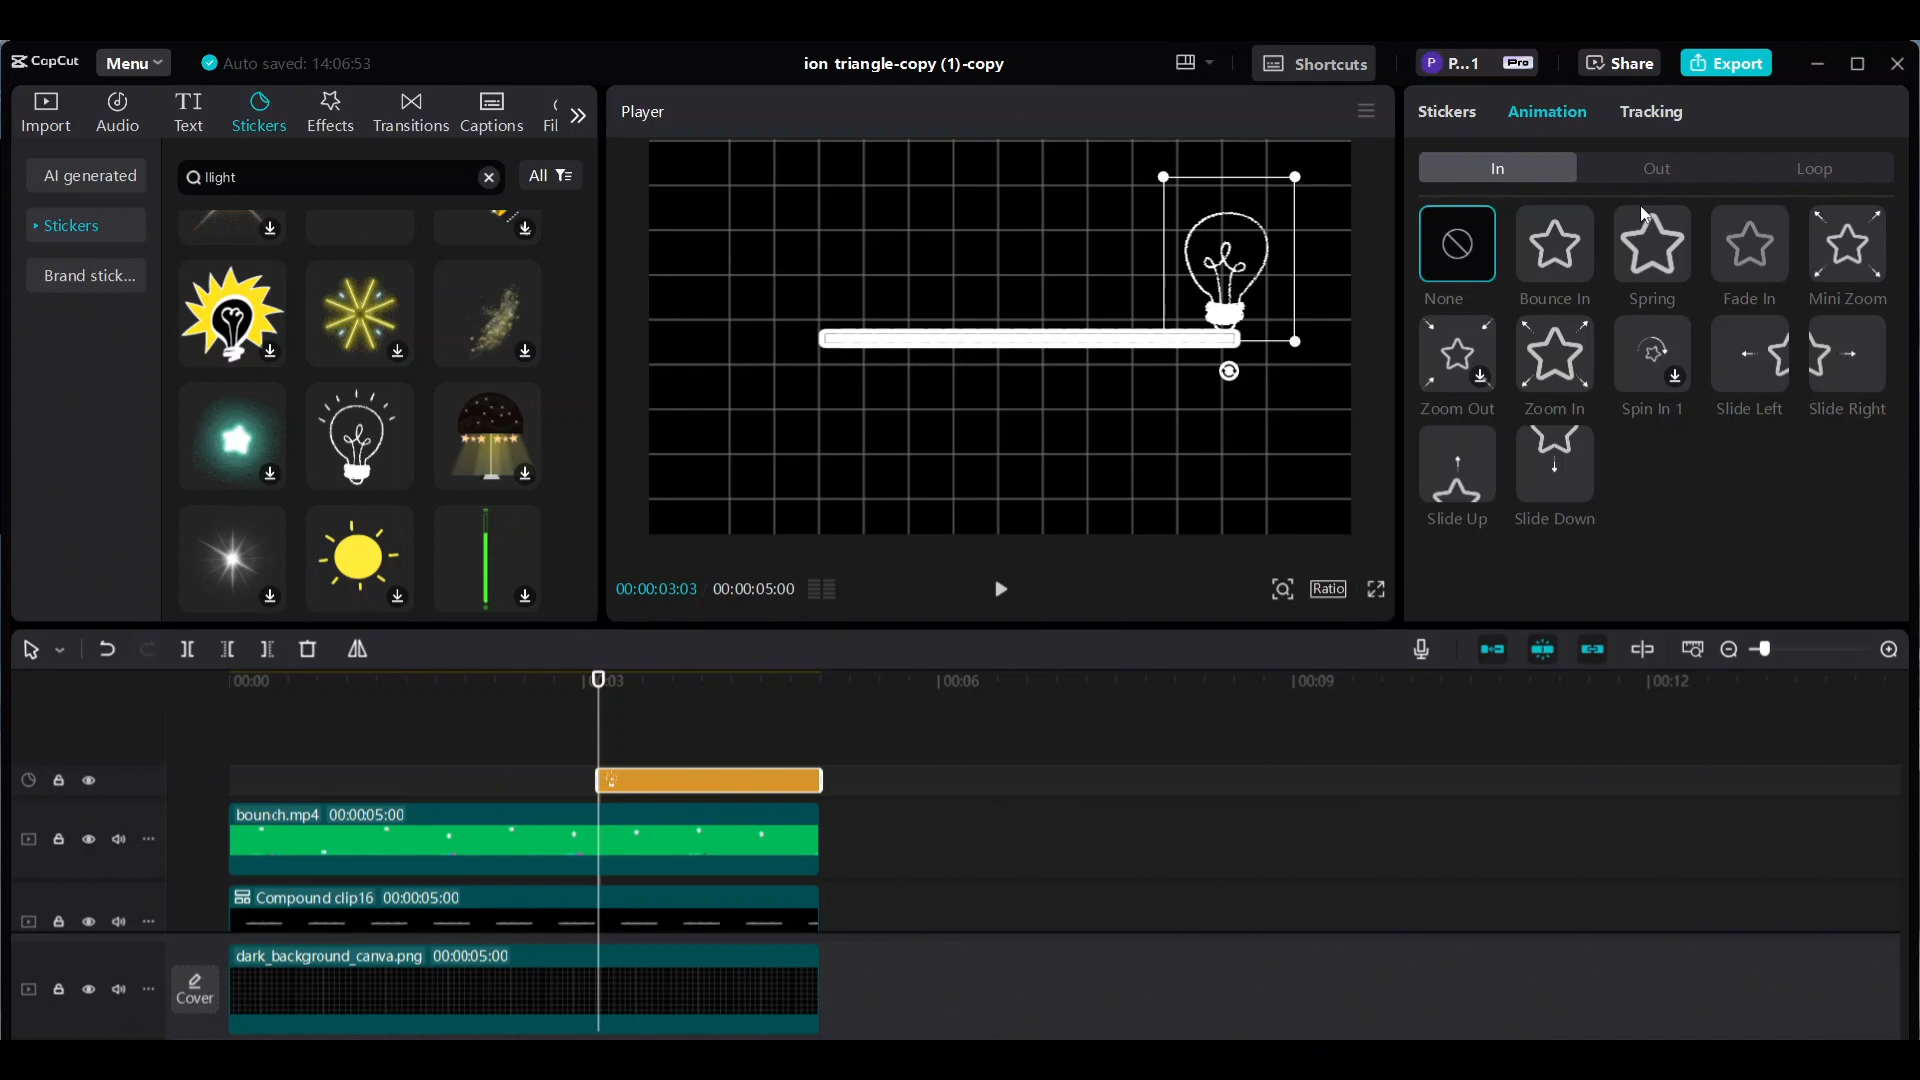 CapCut Menu Auto saved: 14:06:53 ion triangle-copy (1)-copy Shortcuts P P...1 Pro Share Export
Import Audio TI Text Stickers Effects Transitions Captions Fil
Player
Stickers Animation Tracking
AI generated
Stickers
Brand stick...
llight
All
In Out Loop
None Bounce In Spring Fade In Mini Zoom
Zoom Out Zoom In Spin In 1 Slide Left Slide Right
Slide Up Slide Down
00:00:03:03 00:00:05:00
Ratio
00:00 00:03 00:06 00:09 00:12
bounch.mp4 00:00:05:00
Compound clip16 00:00:05:00
dark_background_canva.png 00:00:05:00
Cover